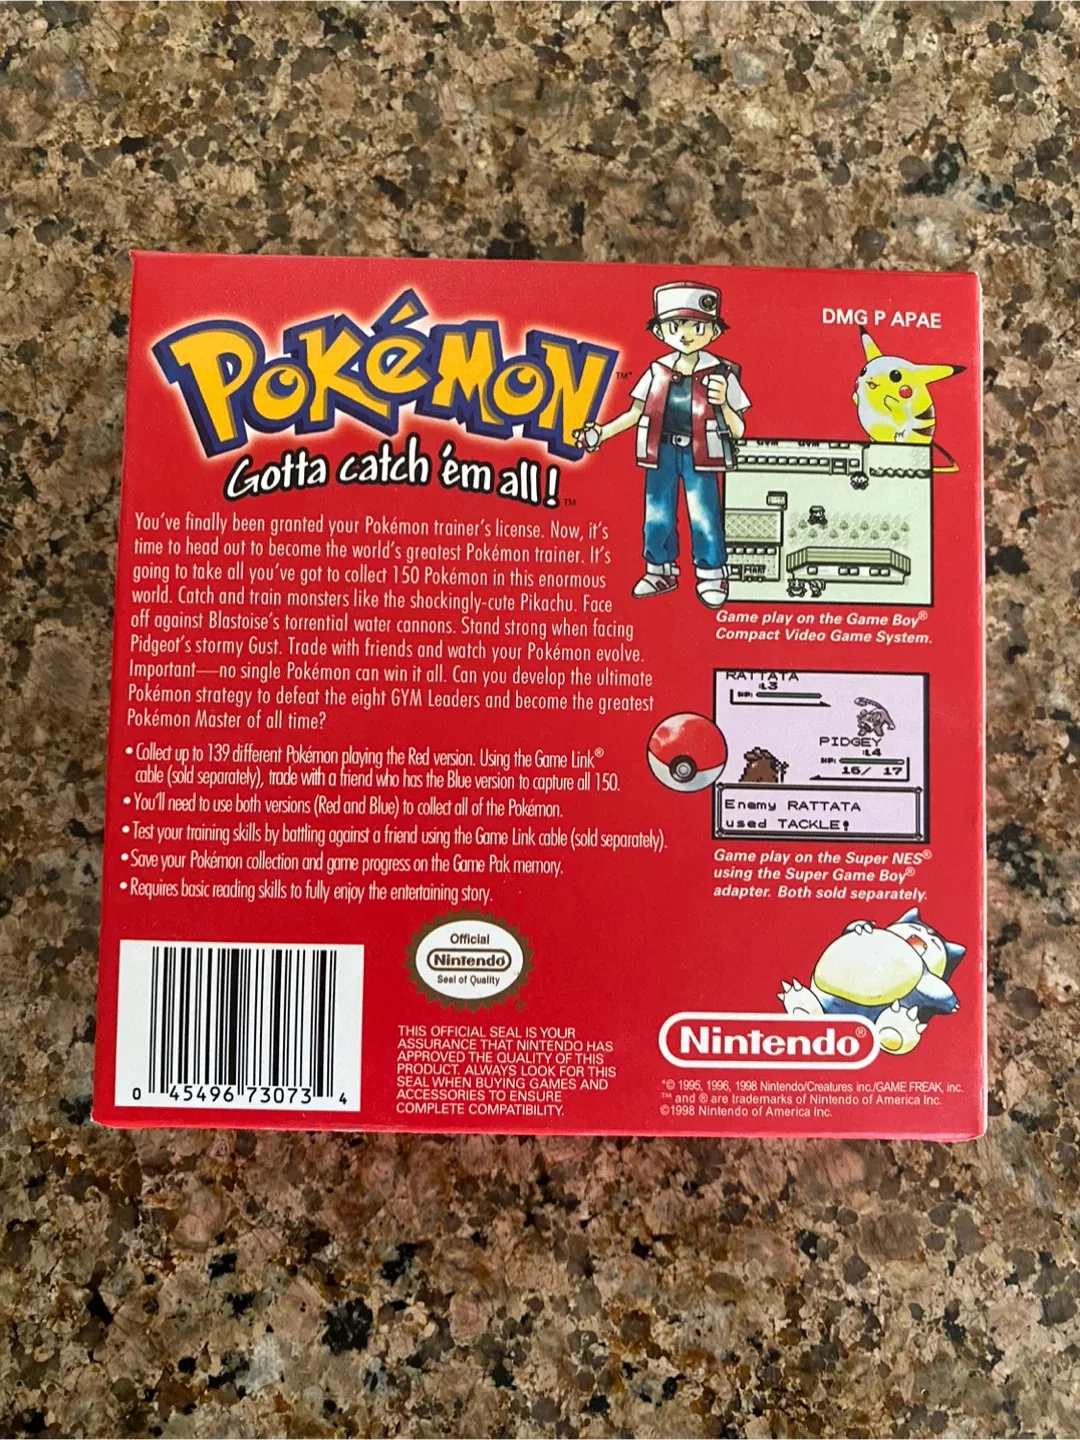 POKéMON
TM
Gotta catch 'em all!
TM
DMG P APAE
You've finally been granted your Pokémon trainer's license. Now, it's
time to head out to become the world's greatest Pokémon trainer. It's
going to take all you've got to collect 150 Pokémon in this enormous
world. Catch and train monsters like the shockingly-cute Pikachu. Face
off against Blastoise's torrential water cannons. Stand strong when facing
Pidgeot's stormy Gust. Trade with friends and watch your Pokémon evolve.
Important—no single Pokémon can win it all. Can you develop the ultimate
Pokémon strategy to defeat the eight GYM Leaders and become the greatest
Pokémon Master of all time?
• Collect up to 139 different Pokémon playing the Red version. Using the Game Link®
cable (sold separately), trade with a friend who has the Blue version to capture all 150.
• You'll need to use both versions (Red and Blue) to collect all of the Pokémon.
• Test your training skills by battling against a friend using the Game Link cable (sold separately).
• Save your Pokémon collection and game progress on the Game Pak memory.
• Requires basic reading skills to fully enjoy the entertaining story.
GYM
MART
Game play on the Game Boy®
Compact Video Game System.
RATTATA
:L3
HP:
PIDGEY
:L4
HP:
16/ 17
Enemy RATTATA
used TACKLE!
Game play on the Super NES®
using the Super Game Boy®
adapter. Both sold separately.
0 45496 73073 4
Official
Nintendo
Seal of Quality
®
THIS OFFICIAL SEAL IS YOUR
ASSURANCE THAT NINTENDO HAS
APPROVED THE QUALITY OF THIS
PRODUCT. ALWAYS LOOK FOR THIS
SEAL WHEN BUYING GAMES AND
ACCESSORIES TO ENSURE
COMPLETE COMPATIBILITY.
Nintendo®
*© 1995, 1996, 1998 Nintendo/Creatures inc./GAME FREAK, inc.
TM and ® are trademarks of Nintendo of America Inc.
©1998 Nintendo of America Inc.